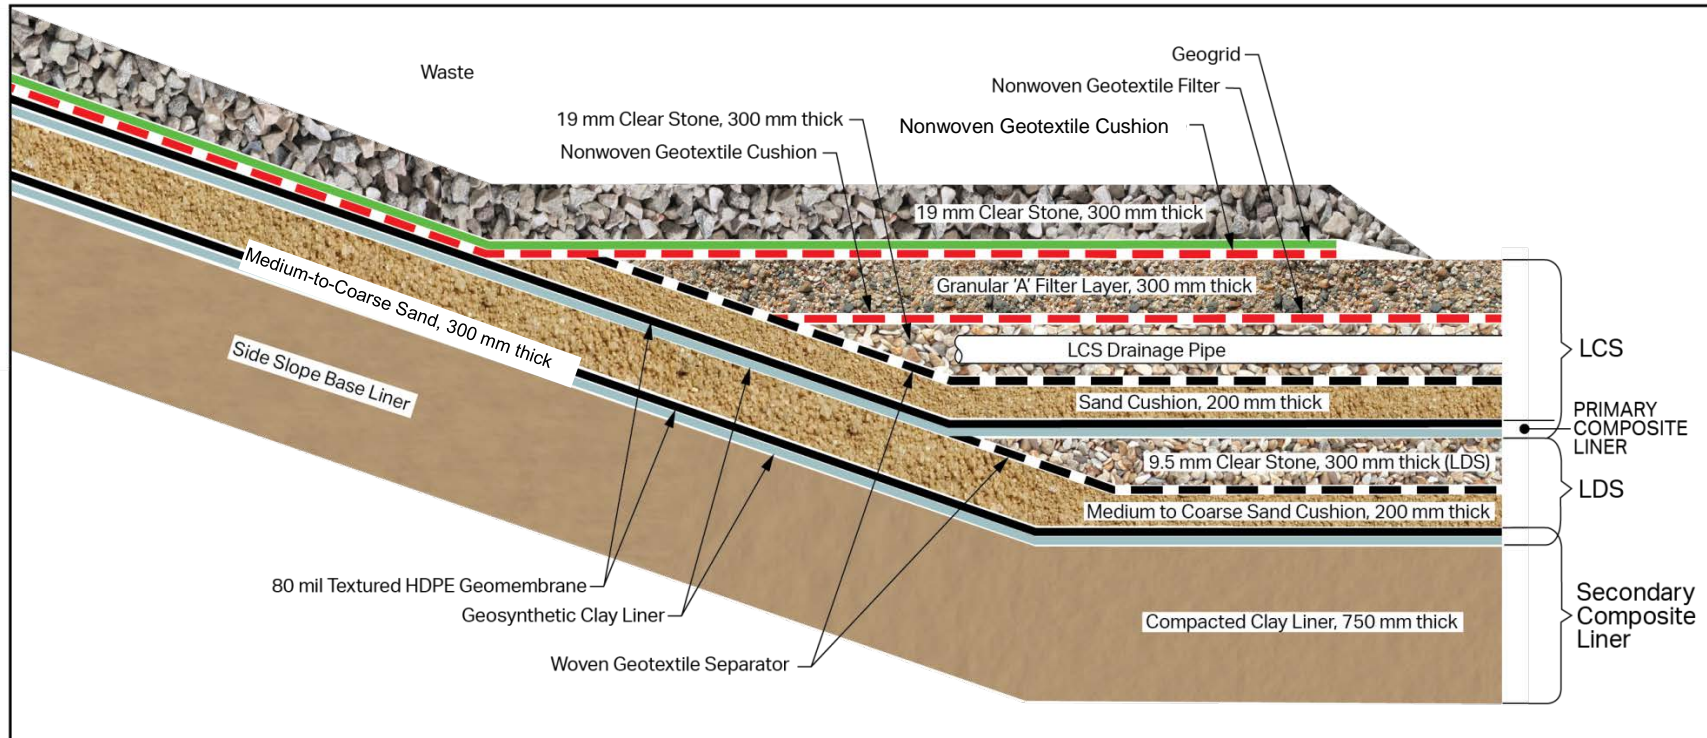 Waste
Geogrid
Nonwoven Geotextile Filter
19 mm Clear Stone, 300 mm thick
Nonwoven Geotextile Cushion
Nonwoven Geotextile Cushion
19 mm Clear Stone, 300 mm thick
Granular ‘A’ Filter Layer, 300 mm thick
Medium-to-Coarse Sand, 300 mm thick
Side Slope Base Liner
LCS Drainage Pipe
LCS
Sand Cushion, 200 mm thick
PRIMARY
COMPOSITE
LINER
9.5 mm Clear Stone, 300 mm thick (LDS)
LDS
Medium to Coarse Sand Cushion, 200 mm thick
80 mil Textured HDPE Geomembrane
Geosynthetic Clay Liner
Woven Geotextile Separator
Compacted Clay Liner, 750 mm thick
Secondary
Composite
Liner